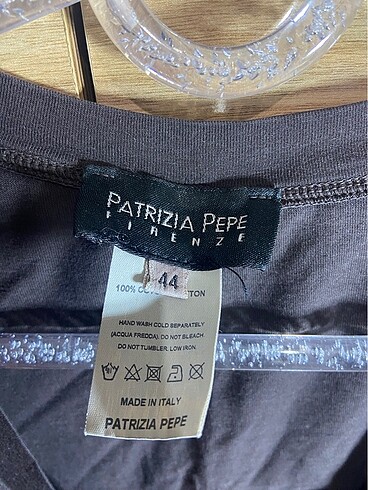 PATRIZIA PEPE
FIRENZE
44
100%
HAND WASH COLD SEPARATELY
(ACQUA FREDDA). DO NOT BLEACH.
DO NOT TUMBLER, LOW IRON.
MADE IN ITALY
PATRIZIA PEPE